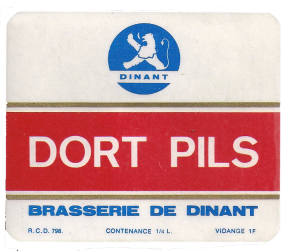 DINANT
DORT PILS
BRASSERIE DE DINANT
R.C.D. 798. CONTENANCE 1/4 L. VIDANGE 1F